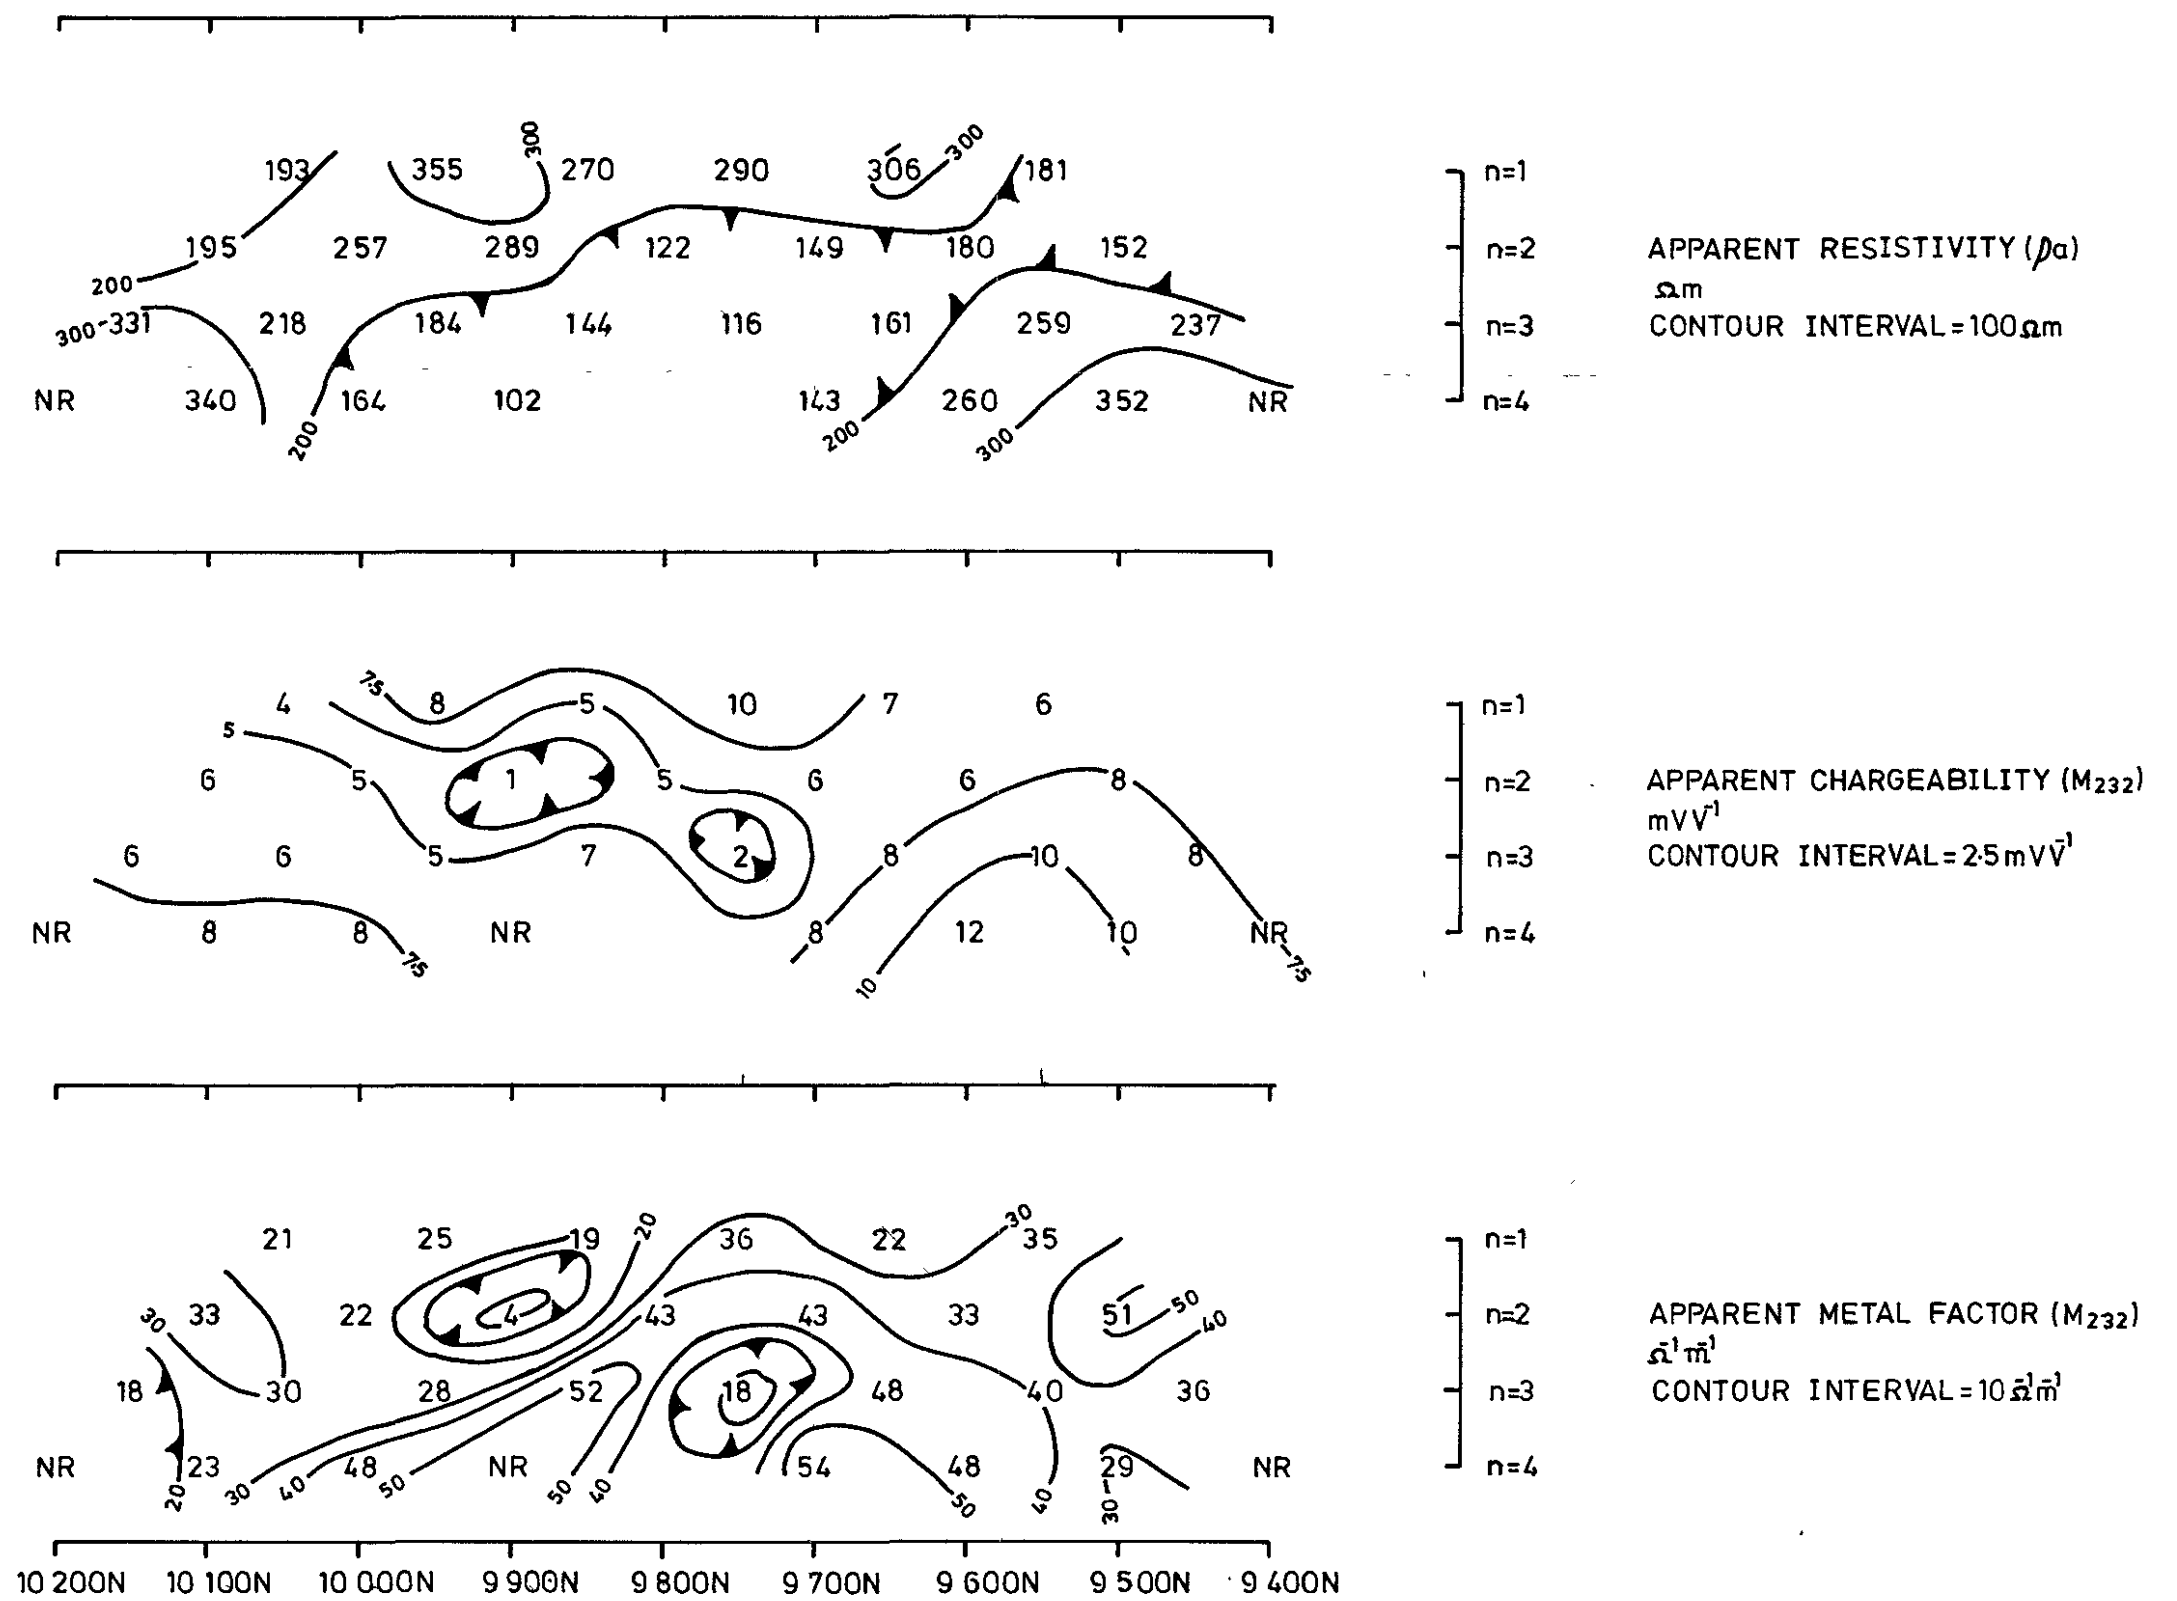 300 300
193 355 270 290 306 181 n=1
195 257 289 122 149 180 152 n=2 APPARENT RESISTIVITY (ρa)
200 Ωm
300 331 218 184 144 116 161 259 237 n=3 CONTOUR INTERVAL=100Ωm
NR 340 164 102 143 260 352 NR n=4
200 200 300
7.5
4 8 5 10 7 6 n=1
5
6 5 1 5 6 6 8 n=2 APPARENT CHARGEABILITY (M₂₃₂)
mVV⁻¹
6 6 5 7 2 8 10 8 n=3 CONTOUR INTERVAL=2·5mVV⁻¹
NR 8 8 NR 8 12 10 NR n=4
7.5 10 7.5
20 30
21 25 19 36 22 35 n=1
30 33 22 4 43 43 33 51 50 40 n=2 APPARENT METAL FACTOR (M₂₃₂)
Ω⁻¹m⁻¹
18 30 28 52 18 48 40 36 n=3 CONTOUR INTERVAL=10Ω⁻¹m⁻¹
NR 23 48 NR 54 48 29 NR n=4
20 30 40 50 50 40 50 40 30
10 200N 10 100N 10 000N 9 900N 9 800N 9 700N 9 600N 9 500N 9 400N